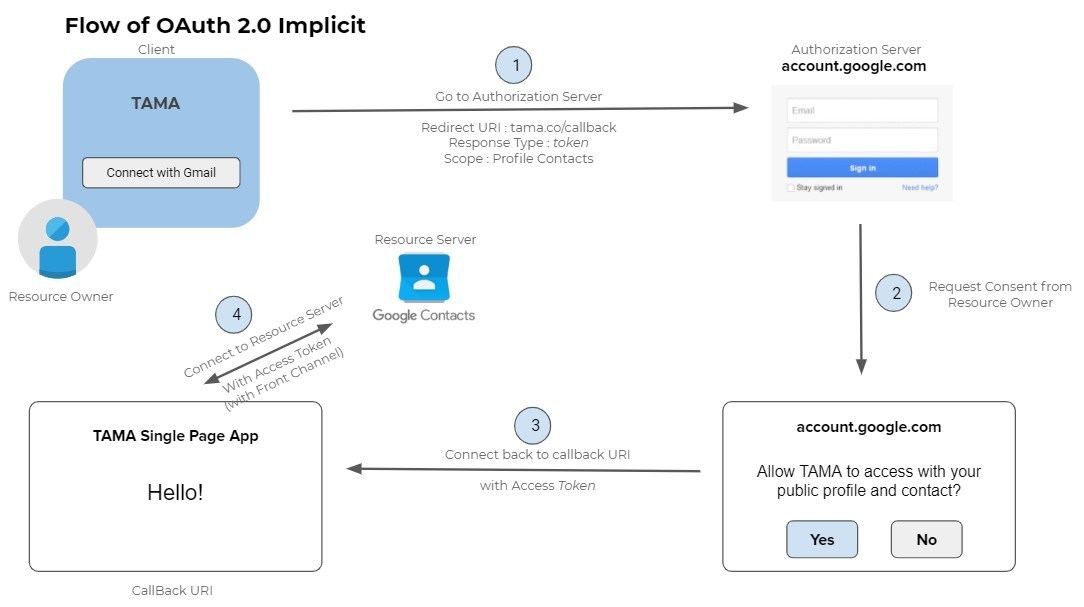 Flow of OAuth 2.0 Implicit
Client
TAMA
Connect with Gmail
Resource Owner
1
Go to Authorization Server
Redirect URI : tama.co/callback
Response Type : token
Scope : Profile Contacts
Authorization Server
account.google.com
Email
Password
Sign in
Stay signed in
Need help?
2
Request Consent from
Resource Owner
Resource Server
Google Contacts
4
Connect to Resource Server
With Access Token
(with Front Channel)
3
Connect back to callback URI
with Access Token
TAMA Single Page App
Hello!
CallBack URI
account.google.com
Allow TAMA to access with your
public profile and contact?
Yes
No